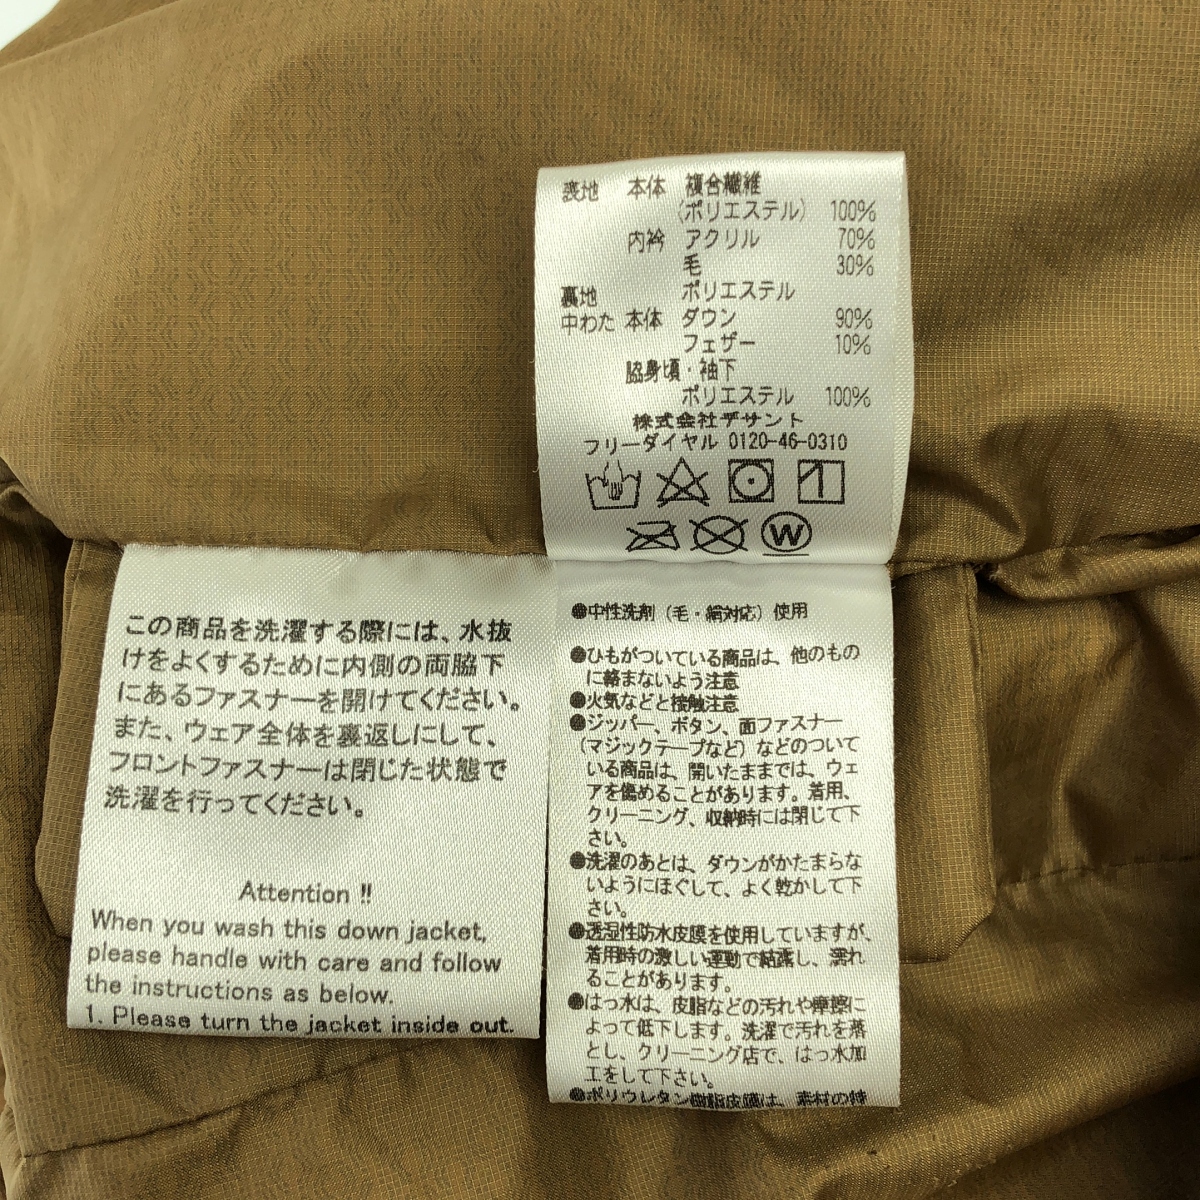 表地 本体 複合繊維
(ポリエステル) 100%
内衿 アクリル 70%
毛 30%
裏地 ポリエステル
中わた 本体 ダウン 90%
フェザー 10%
脇身頃・袖下
ポリエステル 100%
株式会社デサント
フリーダイヤル 0120-46-0310
W
この商品を洗濯する際には、水抜
けをよくするために内側の両脇下
にあるファスナーを開けてください。
また、ウェア全体を裏返しにして、
フロントファスナーは閉じた状態で
洗濯を行ってください。
Attention !!
When you wash this down jacket,
please handle with care and follow
the instructions as below.
1. Please turn the jacket inside out.
●中性洗剤(毛・絹対応)使用
●ひもがついている商品は、他のもの
に絡まないよう注意
●火気などと接触注意
●ジッパー、ボタン、面ファスナー
(マジックテープなど)などのついて
いる商品は、開いたままでは、ウェ
アを傷めることがあります。着用、
クリーニング、収納時には閉じて下
さい。
●洗濯のあとは、ダウンがかたまらな
いようにほぐして、よく乾かして下
さい。
●透湿性防水皮膜を使用していますが、
着用時の激しい運動で結露し、濡れ
ることがあります。
●はっ水は、皮脂などの汚れや摩擦に
よって低下します。洗濯で汚れを落
とし、クリーニング店で、はっ水加
工をして下さい。
●ポリウレタン樹脂皮膜は、素材の特